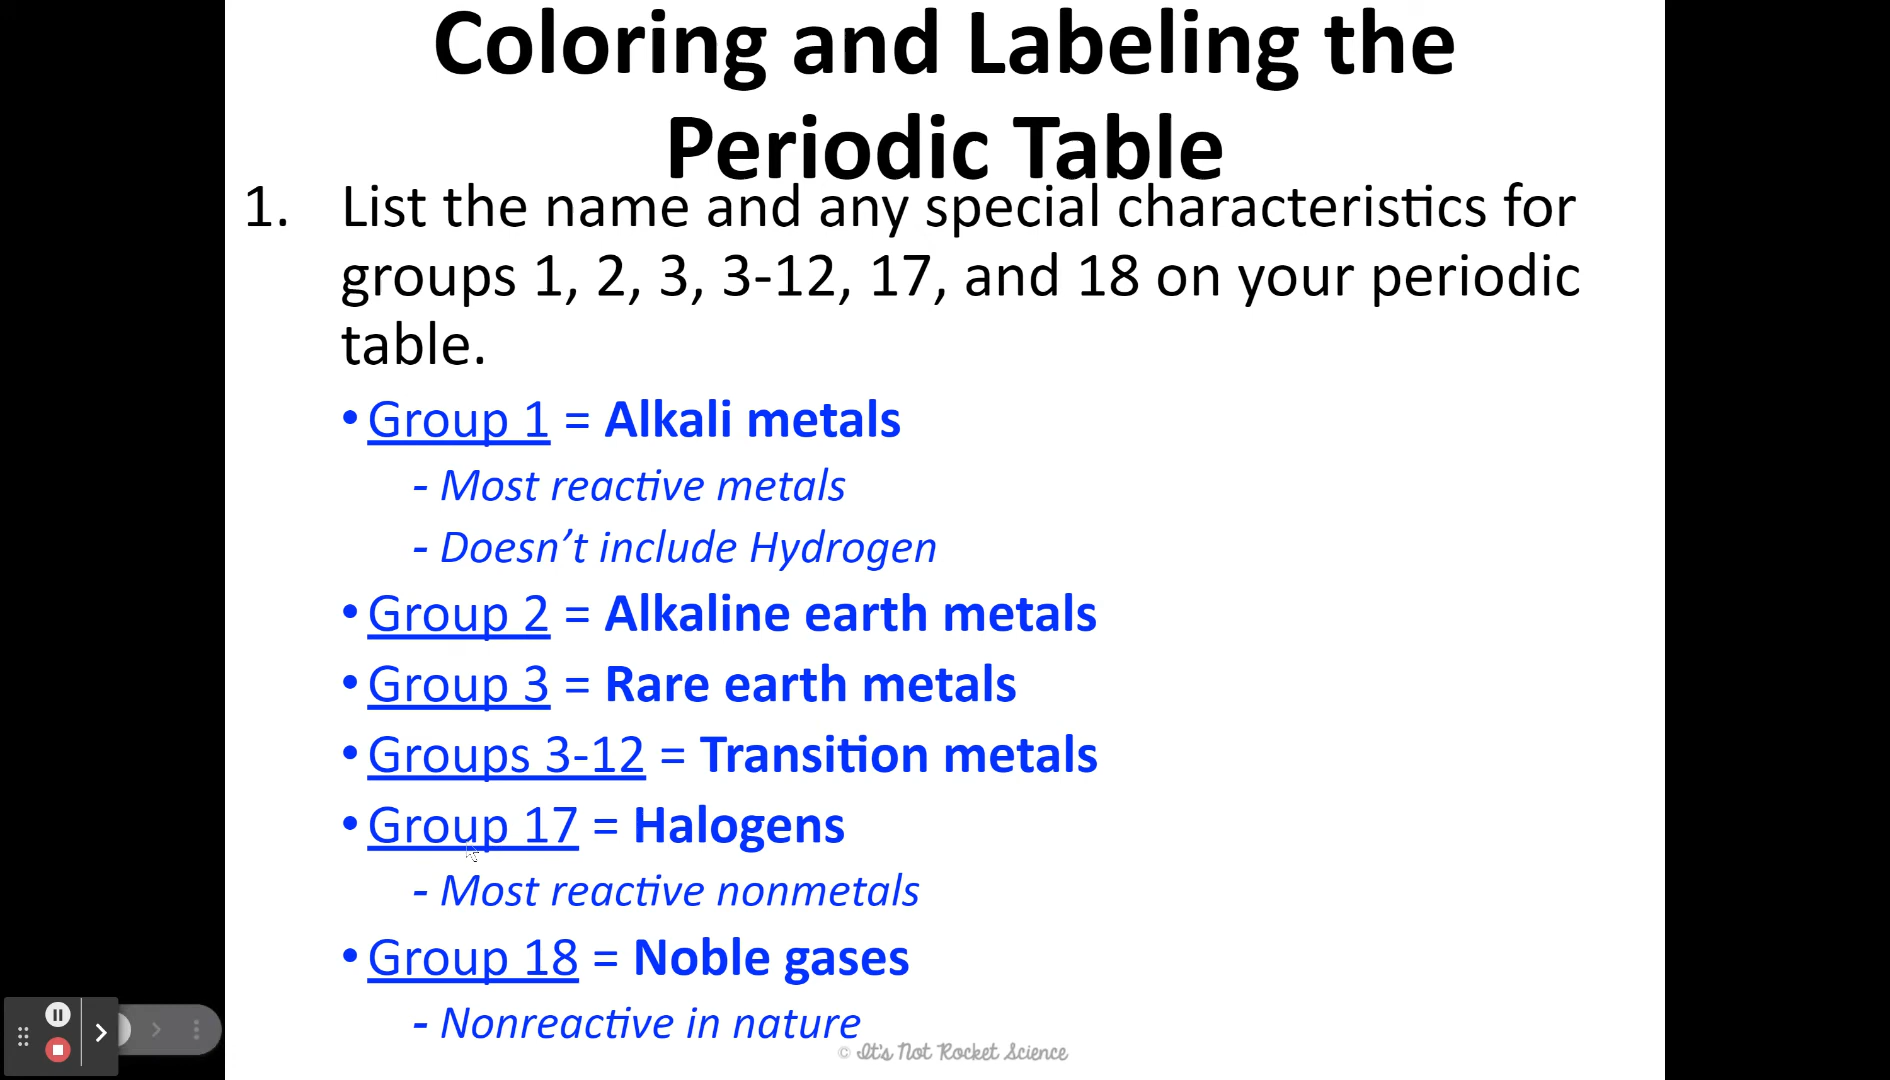 Coloring and Labeling the
Periodic Table
1. List the name and any special characteristics for
groups 1, 2, 3, 3-12, 17, and 18 on your periodic
table.
• Group 1 = Alkali metals
- Most reactive metals
- Doesn’t include Hydrogen
• Group 2 = Alkaline earth metals
• Group 3 = Rare earth metals
• Groups 3-12 = Transition metals
• Group 17 = Halogens
- Most reactive nonmetals
• Group 18 = Noble gases
- Nonreactive in nature
© It's Not Rocket Science